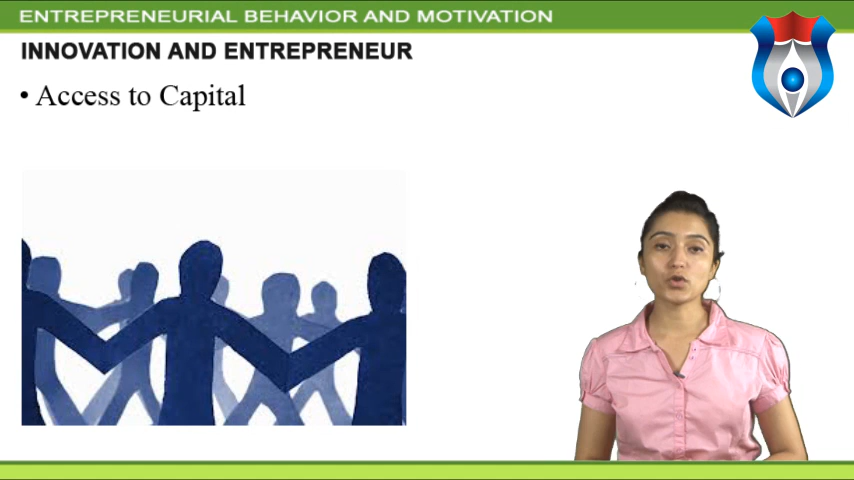 ENTREPRENEURIAL BEHAVIOR AND MOTIVATION
INNOVATION AND ENTREPRENEUR
• Access to Capital